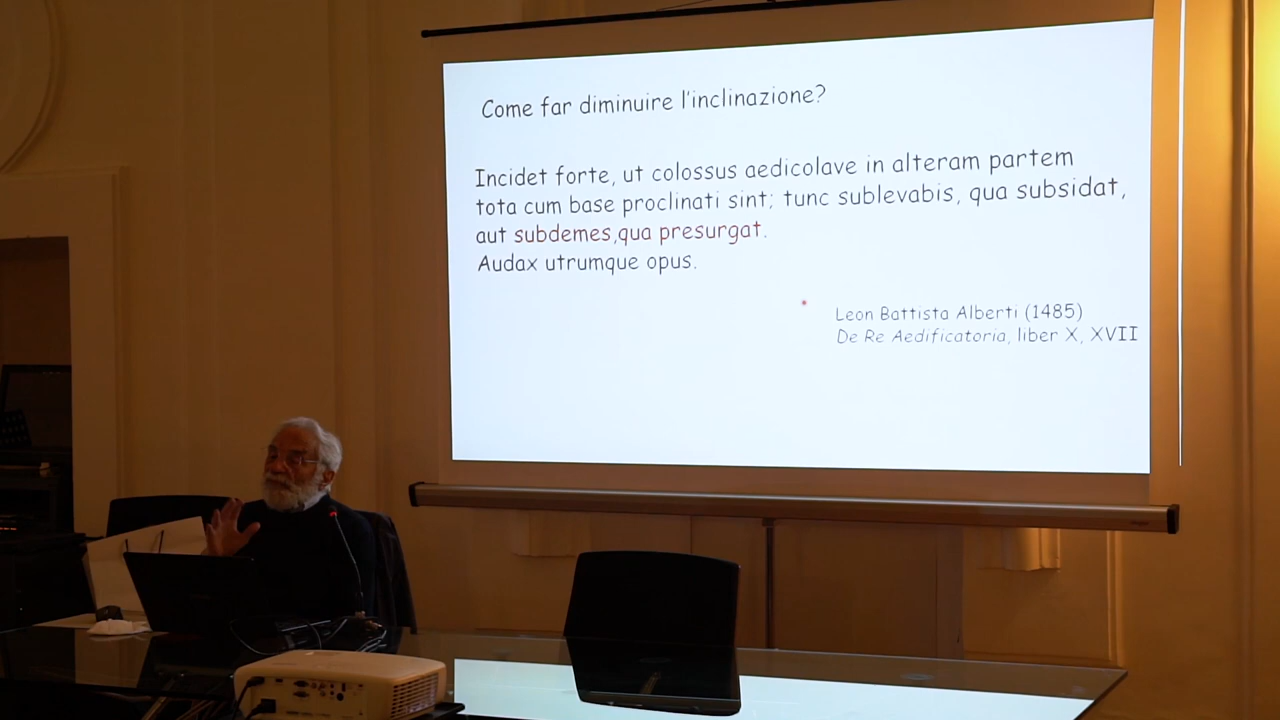 Come far diminuire l'inclinazione?
Incidet forte, ut colossus aedicolave in alteram partem
tota cum base proclinati sint; tunc sublevabis, qua subsidat,
aut subdemes,qua presurgat.
Audax utrumque opus.
Leon Battista Alberti (1485)
De Re Aedificatoria, liber X, XVII